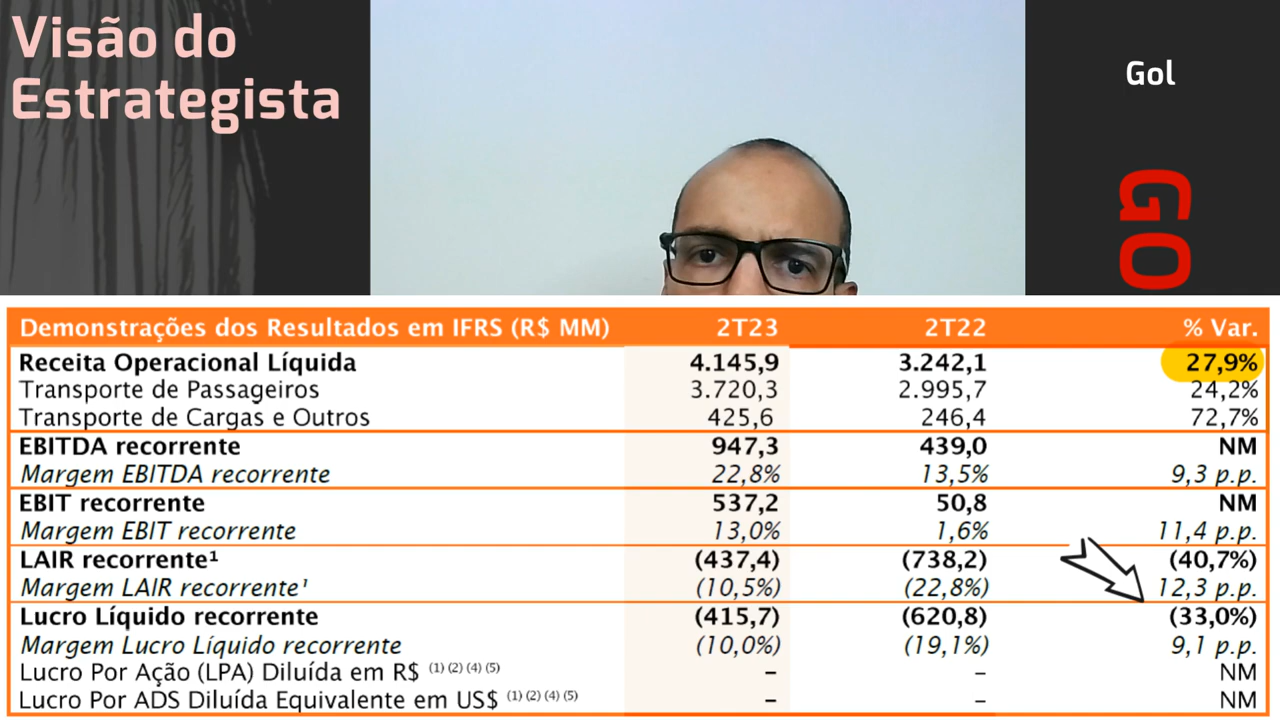 Visão do
Estrategista
Gol
GO
Demonstrações dos Resultados em IFRS (R$ MM) 2T23 2T22 % Var.
Receita Operacional Líquida 4.145,9 3.242,1 27,9%
Transporte de Passageiros 3.720,3 2.995,7 24,2%
Transporte de Cargas e Outros 425,6 246,4 72,7%
EBITDA recorrente 947,3 439,0 NM
Margem EBITDA recorrente 22,8% 13,5% 9,3 p.p.
EBIT recorrente 537,2 50,8 NM
Margem EBIT recorrente 13,0% 1,6% 11,4 p.p.
LAIR recorrente¹ (437,4) (738,2) (40,7%)
Margem LAIR recorrente¹ (10,5%) (22,8%) 12,3 p.p.
Lucro Líquido recorrente (415,7) (620,8) (33,0%)
Margem Lucro Líquido recorrente (10,0%) (19,1%) 9,1 p.p.
Lucro Por Ação (LPA) Diluída em R$ (1) (2) (4) (5) – – NM
Lucro Por ADS Diluída Equivalente em US$ (1) (2) (4) (5) – – NM